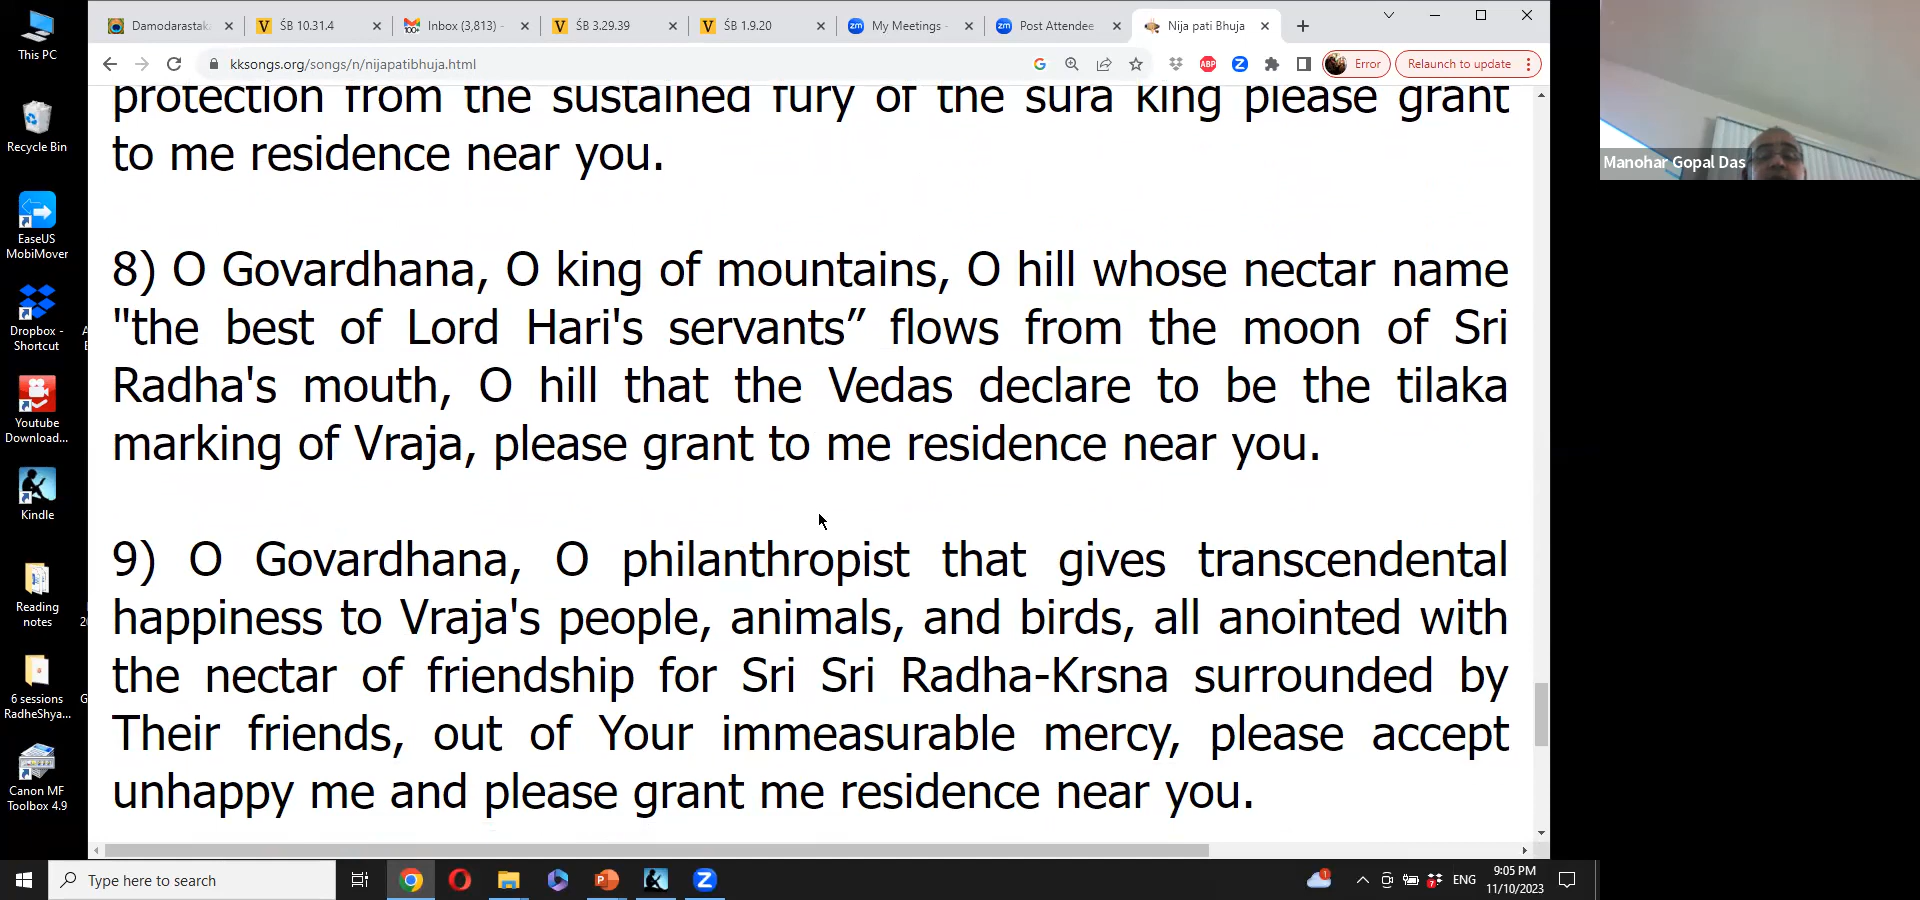 Damodarastak
ŚB 10.31.4
Inbox (3,813) -
ŚB 3.29.39
ŚB 1.9.20
My Meetings -
Post Attendee
Nija pati Bhuja
kksongs.org/songs/n/nijapatibhuja.html
Error
Relaunch to update
This PC
Recycle Bin
EaseUS
MobiMover
Dropbox -
Shortcut
Youtube
Download...
Kindle
Reading
notes
6 sessions
RadheShya...
Canon MF
Toolbox 4.9
protection from the sustained fury of the sura king please grant
to me residence near you.
8) O Govardhana, O king of mountains, O hill whose nectar name
"the best of Lord Hari's servants” flows from the moon of Sri
Radha's mouth, O hill that the Vedas declare to be the tilaka
marking of Vraja, please grant to me residence near you.
9) O Govardhana, O philanthropist that gives transcendental
happiness to Vraja's people, animals, and birds, all anointed with
the nectar of friendship for Sri Sri Radha-Krsna surrounded by
Their friends, out of Your immeasurable mercy, please accept
unhappy me and please grant me residence near you.
Manohar Gopal Das
Type here to search
ENG
9:05 PM
11/10/2023